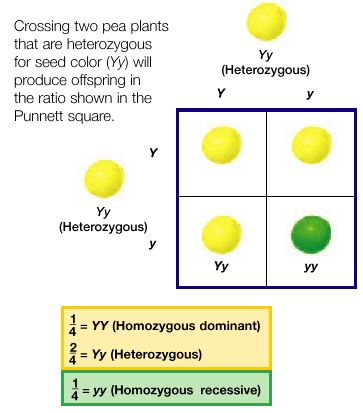 Crossing two pea plants
that are heterozygous
for seed color (Yy) will
produce offspring in
the ratio shown in the
Punnett square.
Yy
(Heterozygous)
Y y
Y
Yy
(Heterozygous)
y
Yy yy
1/4 = YY (Homozygous dominant)
2/4 = Yy (Heterozygous)
1/4 = yy (Homozygous recessive)